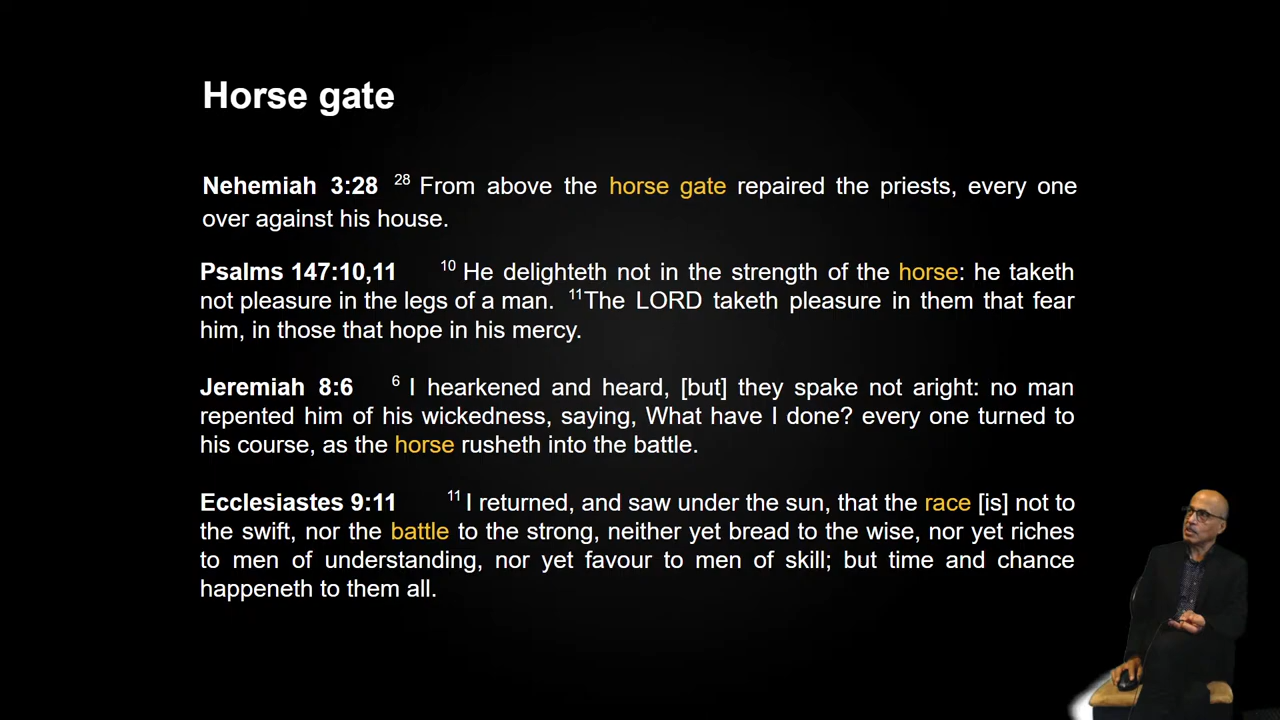 Horse gate
Nehemiah 3:28 28 From above the horse gate repaired the priests, every one
over against his house.
Psalms 147:10,11 10 He delighteth not in the strength of the horse: he taketh
not pleasure in the legs of a man. 11The LORD taketh pleasure in them that fear
him, in those that hope in his mercy.
Jeremiah 8:6 6 I hearkened and heard, [but] they spake not aright: no man
repented him of his wickedness, saying, What have I done? every one turned to
his course, as the horse rusheth into the battle.
Ecclesiastes 9:11 11 I returned, and saw under the sun, that the race [is] not to
the swift, nor the battle to the strong, neither yet bread to the wise, nor yet riches
to men of understanding, nor yet favour to men of skill; but time and chance
happeneth to them all.